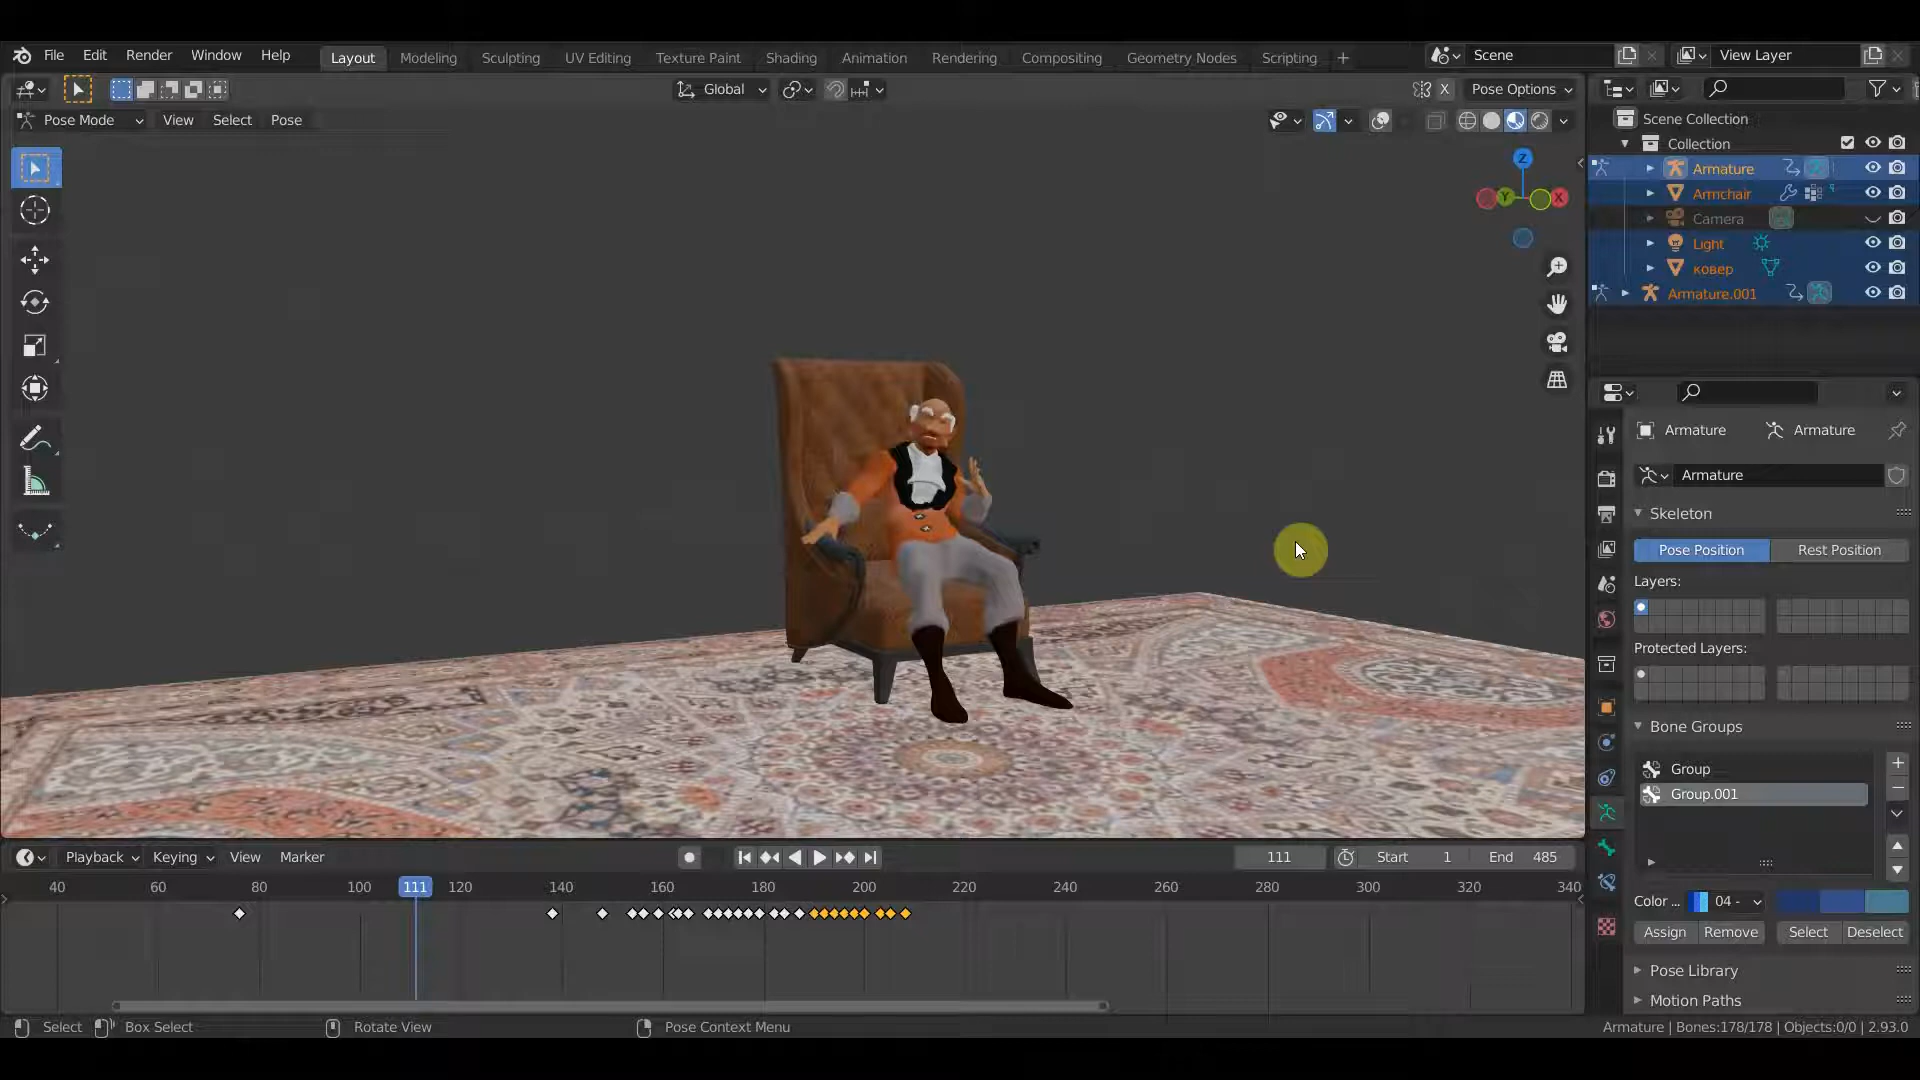 File Edit Render Window Help Layout Modeling Sculpting UV Editing Texture Paint Shading Animation Rendering Compositing Geometry Nodes Scripting + Scene View Layer
Global X Pose Options
Pose Mode View Select Pose
Scene Collection
Collection
Armature
Armchair
Camera
Light
ковер
Armature.001
Z
Y X
Armature Armature
Armature
Skeleton
Pose Position Rest Position
Layers:
Protected Layers:
Bone Groups
Group
Group.001
Color ... 04 -
Assign Remove Select Deselect
Pose Library
Motion Paths
Playback Keying View Marker 111 Start 1 End 485
40 60 80 100 111 120 140 160 180 200 220 240 260 280 300 320 340
Select Box Select Rotate View Pose Context Menu Armature | Bones:178/178 | Objects:0/0 | 2.93.0